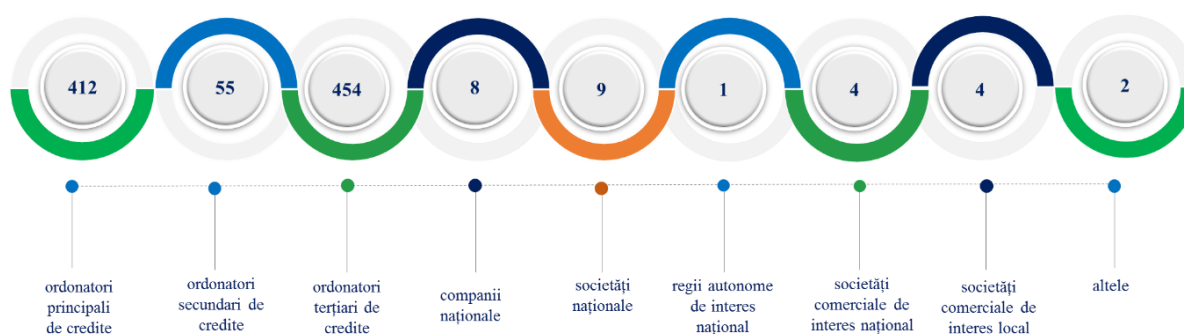 412
55
454
8
9
1
4
4
2
ordonatori
principali
de credite
ordonatori
secundari de
credite
ordonatori
terțiari de
credite
companii
naționale
societăți
naționale
regii autonome
de interes
național
societăți
comerciale de
interes național
societăți
comerciale de
interes local
altele